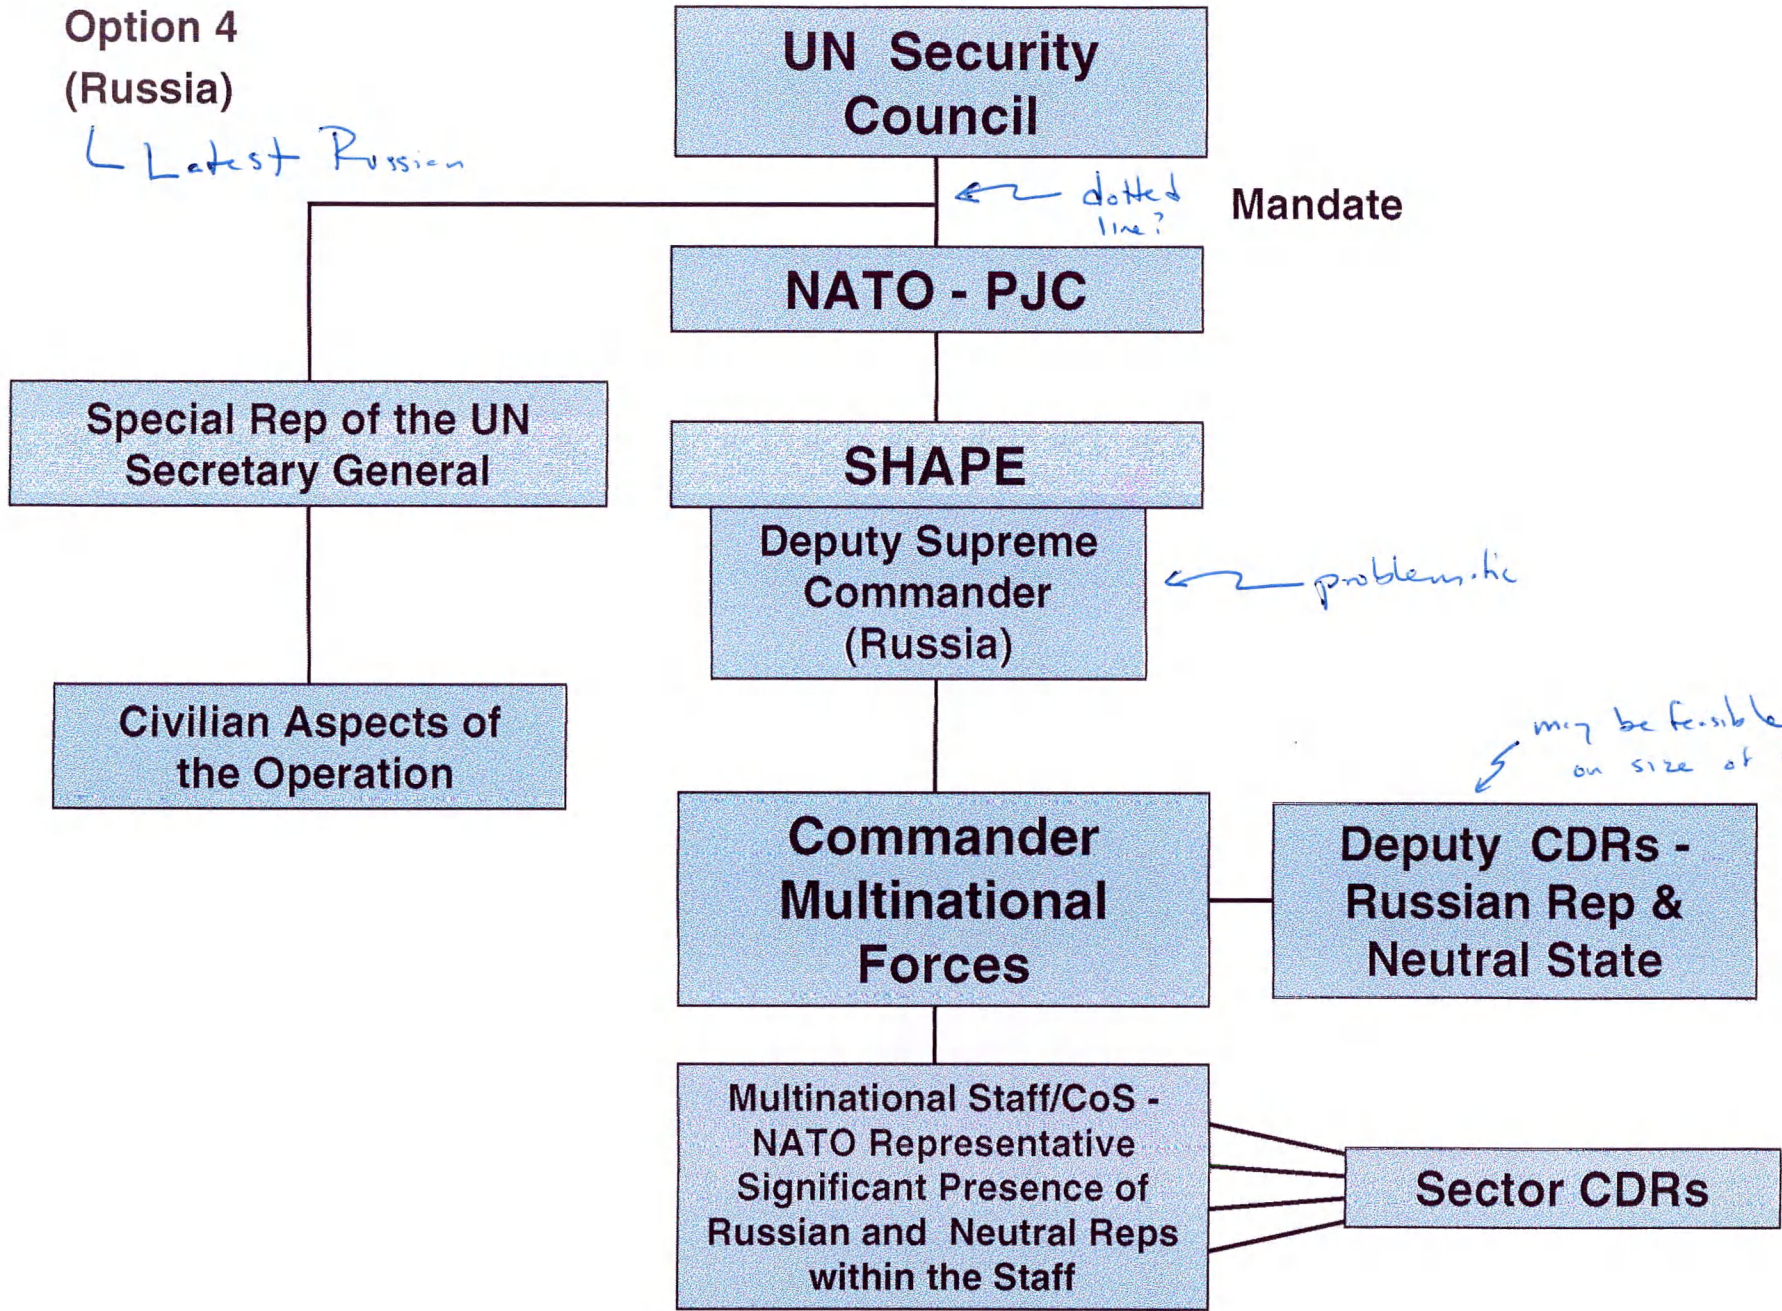 Option 4
(Russia)
Latest Russian
UN Security
Council
dotted
line?
Mandate
NATO - PJC
Special Rep of the UN
Secretary General
SHAPE
Deputy Supreme
Commander
(Russia)
problematic
Civilian Aspects of
the Operation
may be feasible
on size of
Commander
Multinational
Forces
Deputy CDRs -
Russian Rep &
Neutral State
Multinational Staff/CoS -
NATO Representative
Significant Presence of
Russian and Neutral Reps
within the Staff
Sector CDRs